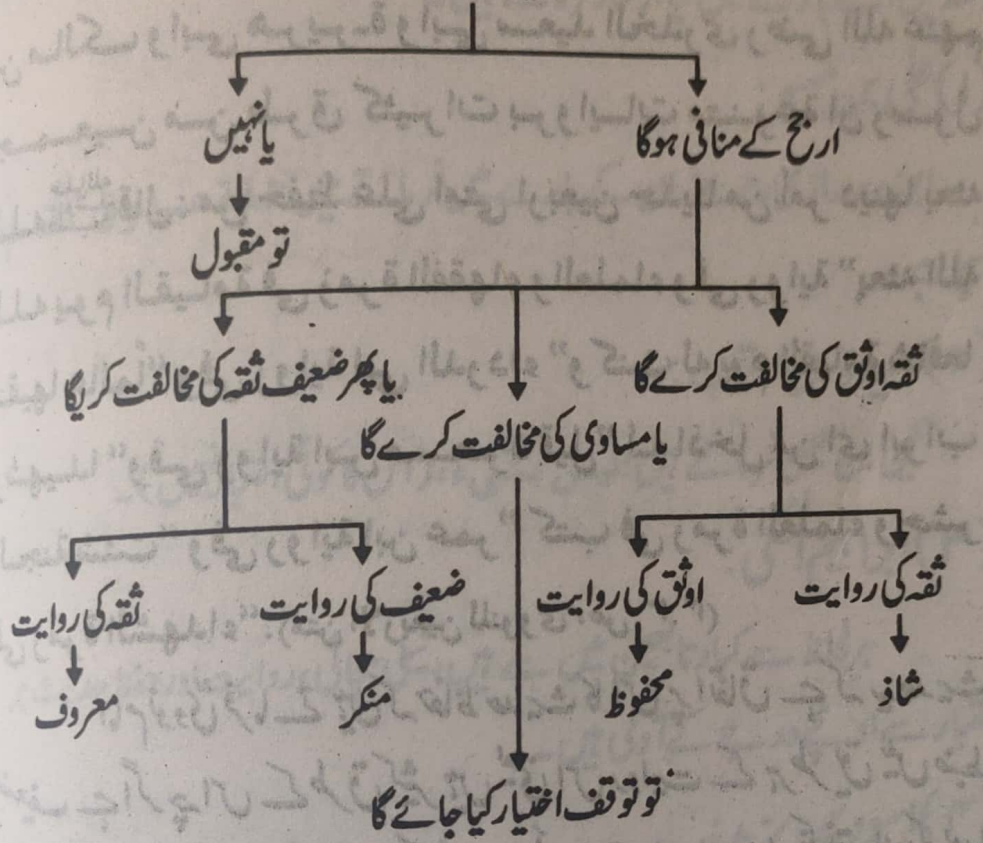 ارجح کے منافی ہوگا
یا نہیں
تو مقبول
ثقہ اوثق کی مخالفت کرے گا
یا مساوی کی مخالفت کرے گا
یا پھر ضعیف ثقہ کی مخالفت کریگا
ثقہ کی روایت
اوثق کی روایت
ضعیف کی روایت
ثقہ کی روایت
شاذ
محفوظ
منکر
معروف
تو توقف اختیار کیا جائے گا